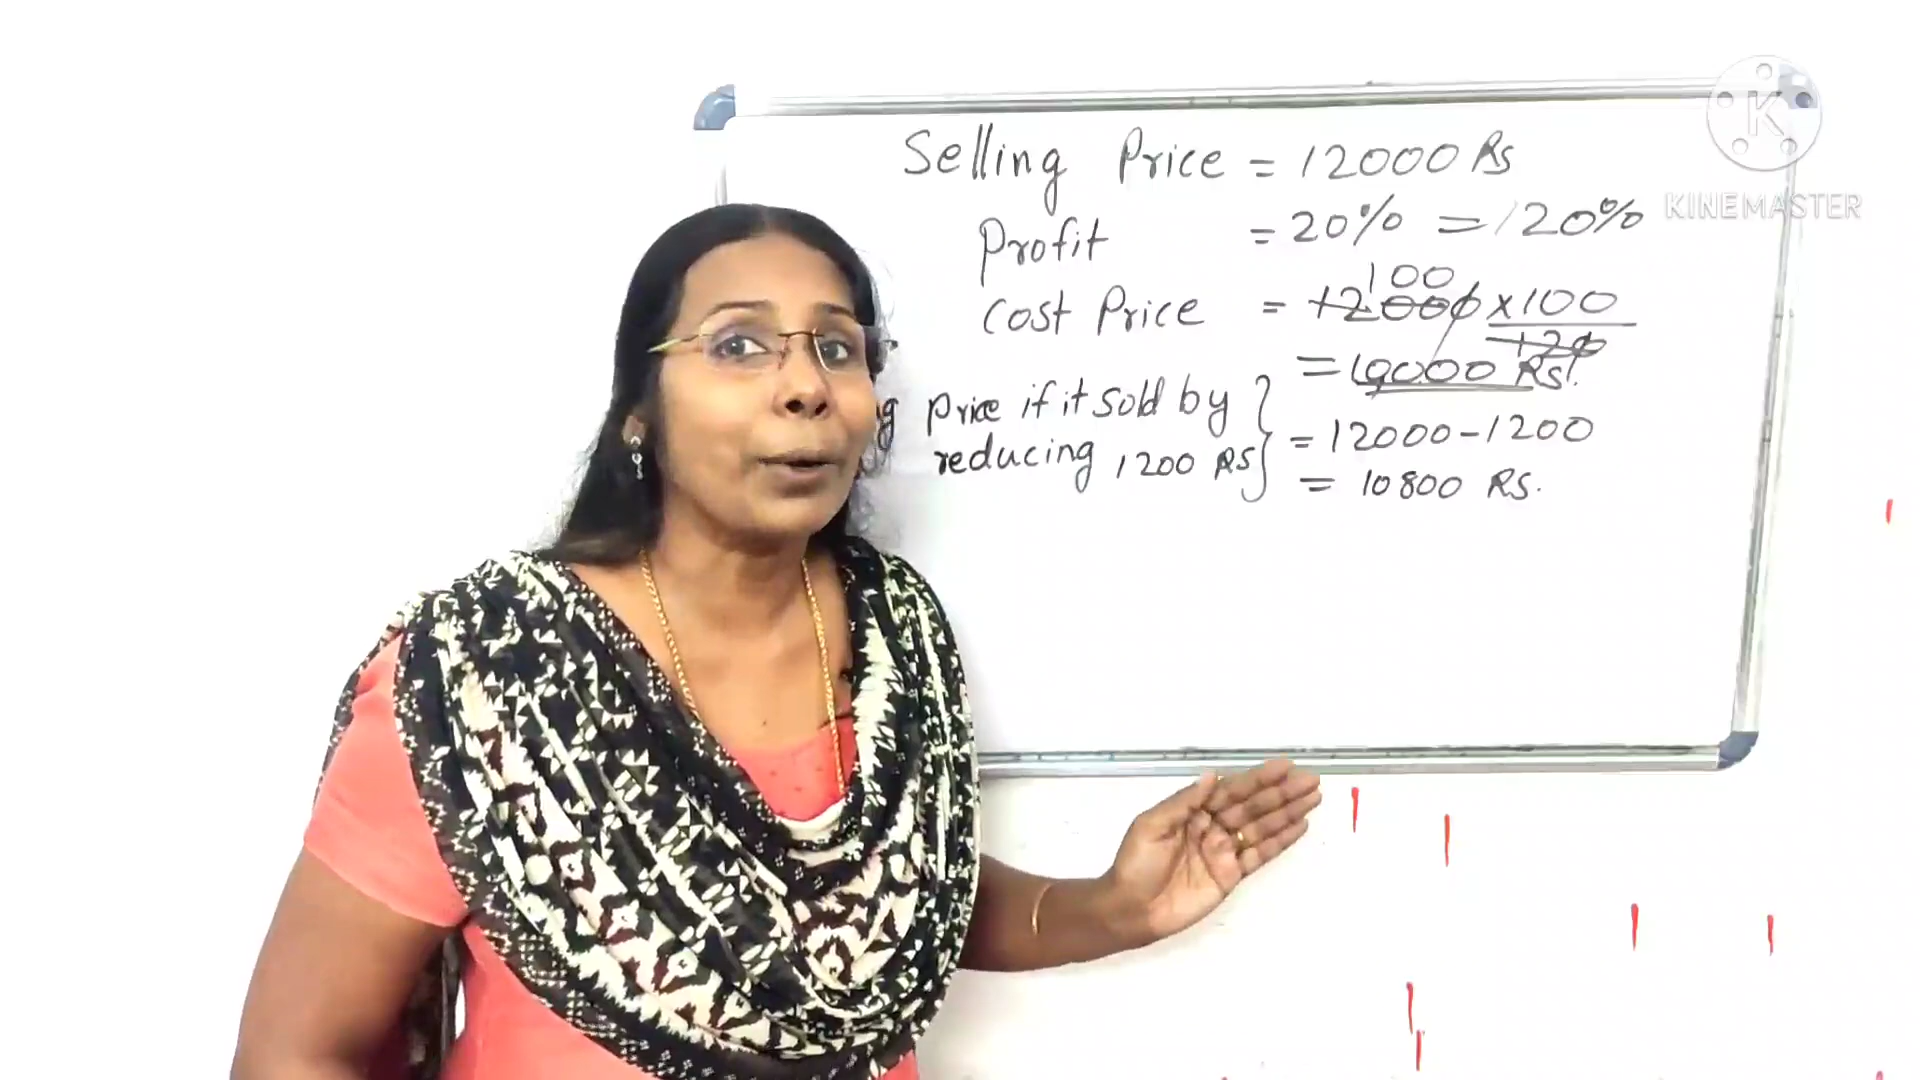 Selling Price = 12000 Rs
Profit = 20% = 120%
Cost Price = 12000 x 100
100
120
= 10000 Rs.
g Price if it sold by
reducing 1200 RS
= 12000 - 1200
= 10800 RS.
K
KINEMASTER